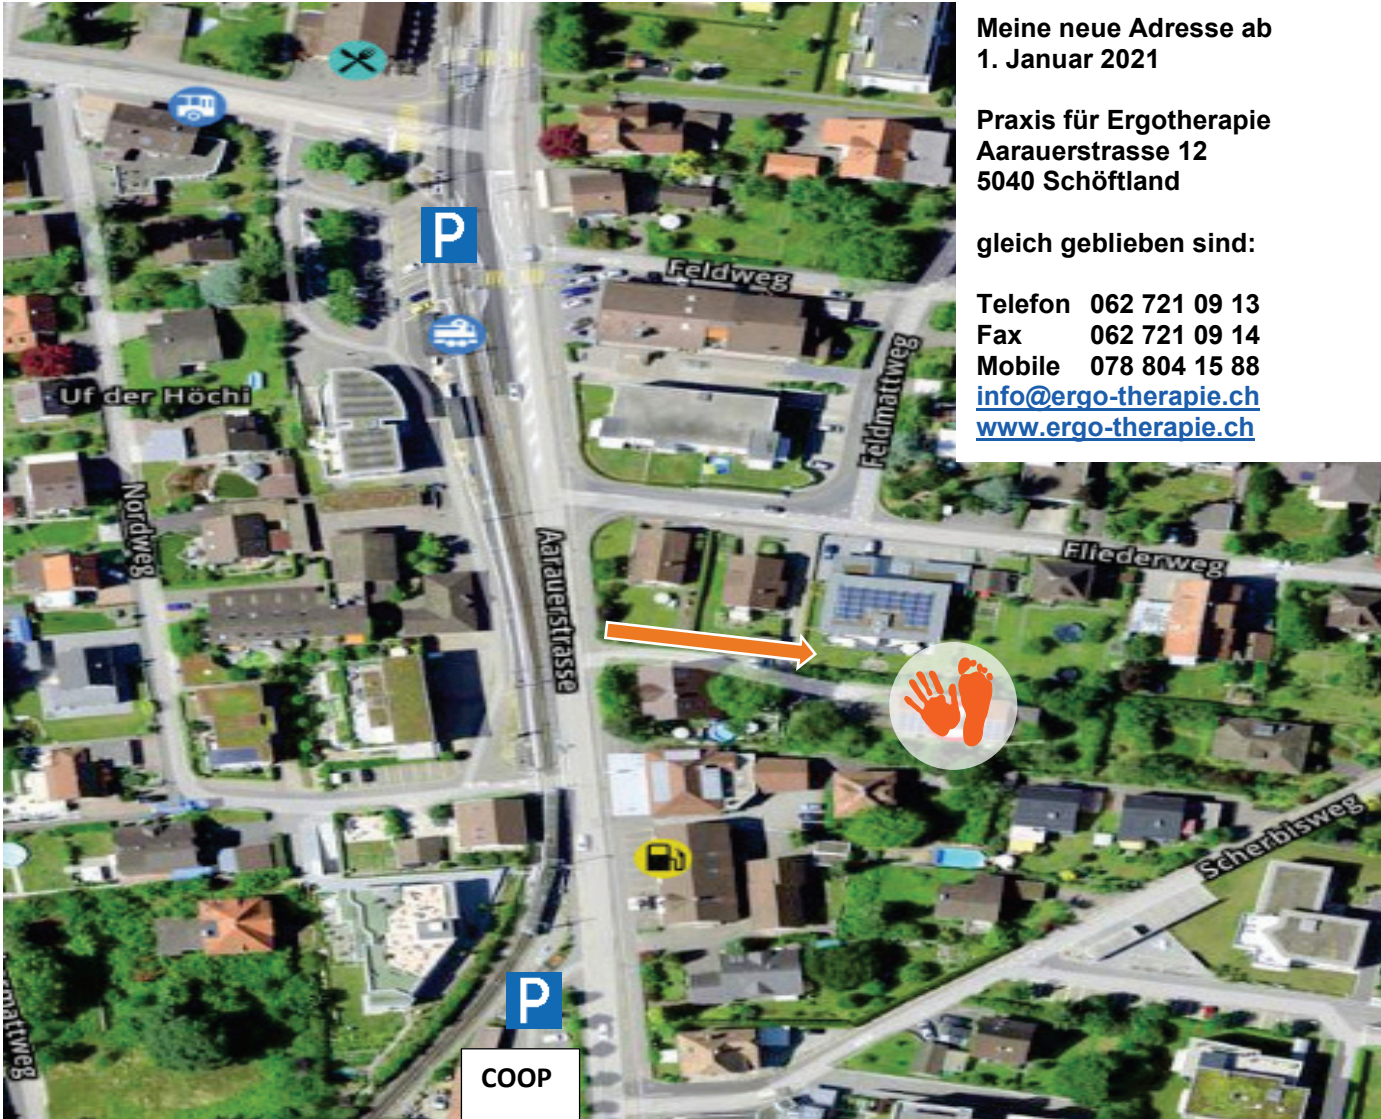 Meine neue Adresse ab
1. Januar 2021
Praxis für Ergotherapie
Aarauerstrasse 12
5040 Schöftland
gleich geblieben sind:
Telefon 062 721 09 13
Fax 062 721 09 14
Mobile 078 804 15 88
info@ergo-therapie.ch
www.ergo-therapie.ch
P
Feldweg
Feldmattweg
Uf der Höchi
Nordweg
Aarauerstrasse
Fliederweg
Scherbisweg
P
COOP